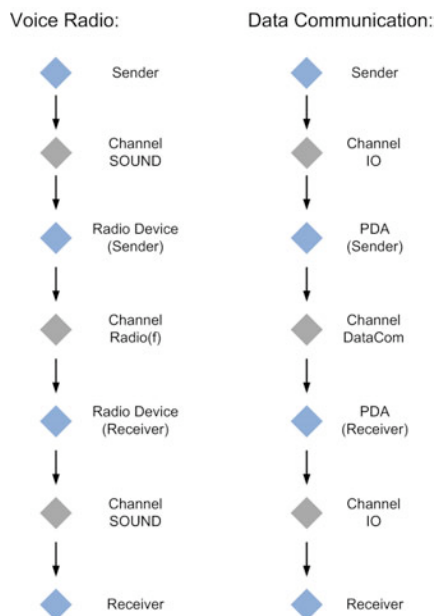 Voice Radio:
Sender
Channel
SOUND
Radio Device
(Sender)
Channel
Radio(f)
Radio Device
(Receiver)
Channel
SOUND
Receiver
Data Communication:
Sender
Channel
IO
PDA
(Sender)
Channel
DataCom
PDA
(Receiver)
Channel
IO
Receiver